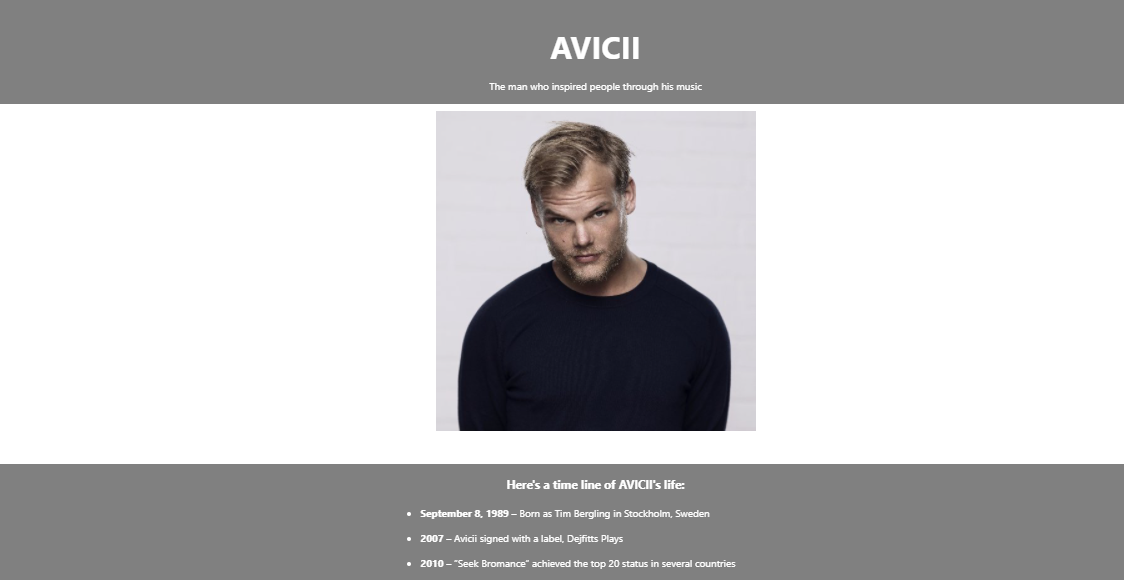 AVICII
The man who inspired people through his music
Here's a time line of AVICII's life:
September 8, 1989 – Born as Tim Bergling in Stockholm, Sweden
2007 – Avicii signed with a label, Dejfitts Plays
2010 – "Seek Bromance" achieved the top 20 status in several countries